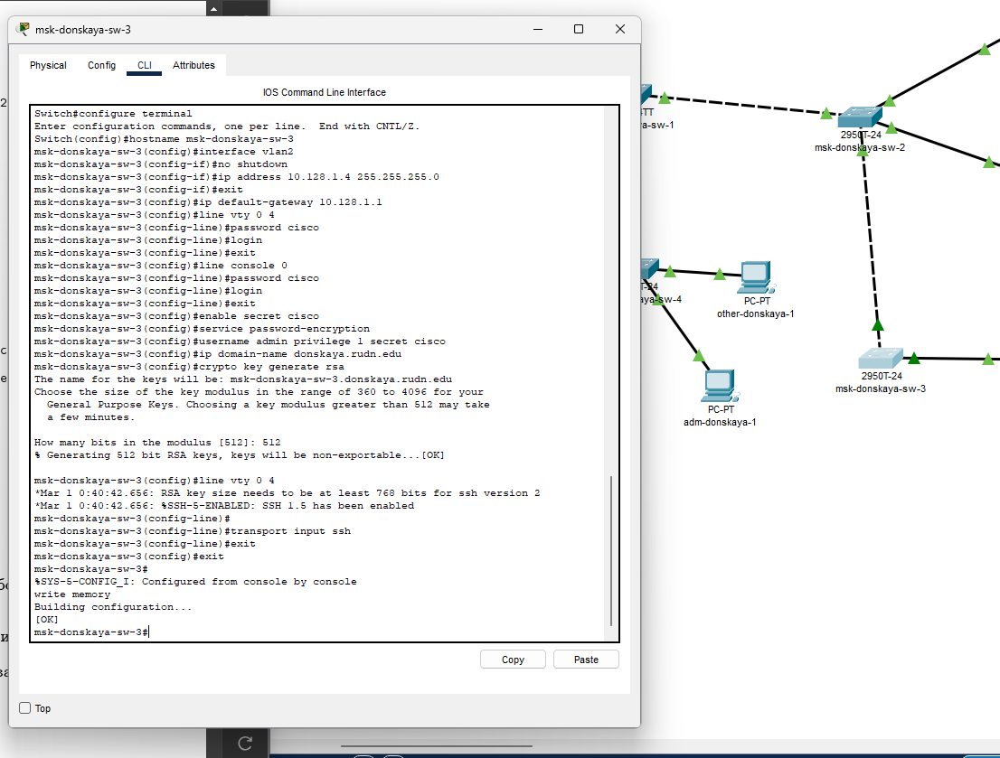 msk-donskaya-sw-3
Physical Config CLI Attributes
IOS Command Line Interface
Switch#configure terminal
Enter configuration commands, one per line.  End with CNTL/Z.
Switch(config)#hostname msk-donskaya-sw-3
msk-donskaya-sw-3(config)#interface vlan2
msk-donskaya-sw-3(config-if)#no shutdown
msk-donskaya-sw-3(config-if)#ip address 10.128.1.4 255.255.255.0
msk-donskaya-sw-3(config-if)#exit
msk-donskaya-sw-3(config)#ip default-gateway 10.128.1.1
msk-donskaya-sw-3(config)#line vty 0 4
msk-donskaya-sw-3(config-line)#password cisco
msk-donskaya-sw-3(config-line)#login
msk-donskaya-sw-3(config-line)#exit
msk-donskaya-sw-3(config)#line console 0
msk-donskaya-sw-3(config-line)#password cisco
msk-donskaya-sw-3(config-line)#login
msk-donskaya-sw-3(config-line)#exit
msk-donskaya-sw-3(config)#enable secret cisco
msk-donskaya-sw-3(config)#service password-encryption
msk-donskaya-sw-3(config)#username admin privilege 1 secret cisco
msk-donskaya-sw-3(config)#ip domain-name donskaya.rudn.edu
msk-donskaya-sw-3(config)#crypto key generate rsa
The name for the keys will be: msk-donskaya-sw-3.donskaya.rudn.edu
Choose the size of the key modulus in the range of 360 to 4096 for your
  General Purpose Keys. Choosing a key modulus greater than 512 may take
  a few minutes.
How many bits in the modulus [512]: 512
% Generating 512 bit RSA keys, keys will be non-exportable...[OK]
msk-donskaya-sw-3(config)#line vty 0 4
*Mar 1 0:40:42.656: RSA key size needs to be at least 768 bits for ssh version 2
*Mar 1 0:40:42.656: %SSH-5-ENABLED: SSH 1.5 has been enabled
msk-donskaya-sw-3(config-line)#
msk-donskaya-sw-3(config-line)#transport input ssh
msk-donskaya-sw-3(config-line)#exit
msk-donskaya-sw-3(config)#exit
msk-donskaya-sw-3#
%SYS-5-CONFIG_I: Configured from console by console
write memory
Building configuration...
[OK]
msk-donskaya-sw-3#
Copy Paste
Top
-TT
a-sw-1
2950T-24
msk-donskaya-sw-2
T-24
aya-sw-4
PC-PT
other-donskaya-1
PC-PT
adm-donskaya-1
2950T-24
msk-donskaya-sw-3